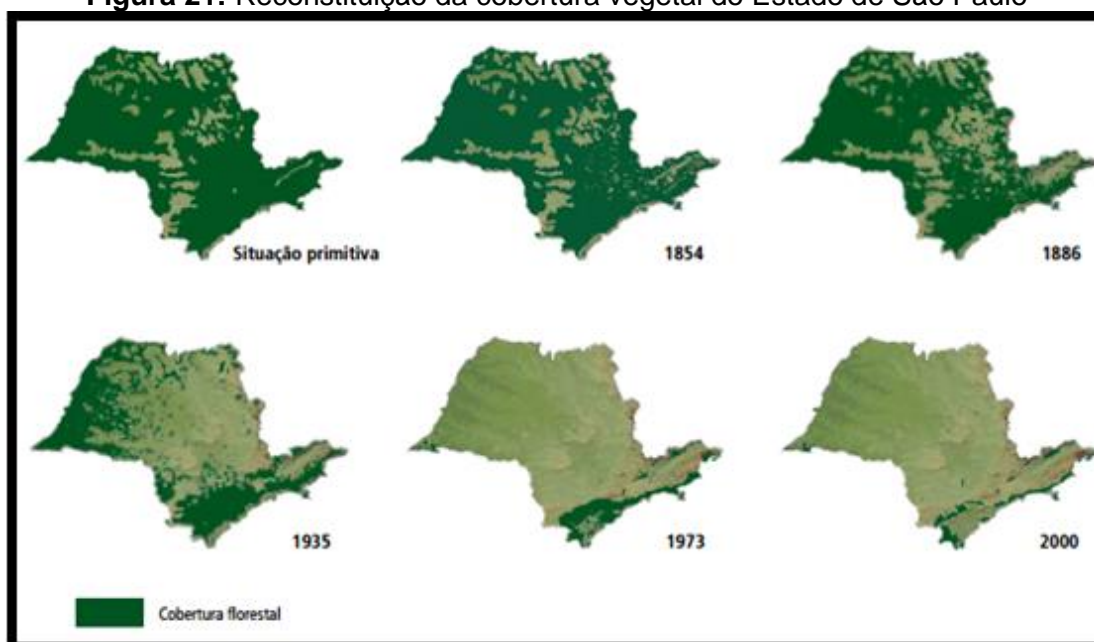 Figura 21: Reconstituição da cobertura vegetal do Estado de São Paulo
Situação primitiva
1854
1886
1935
1973
2000
Cobertura florestal